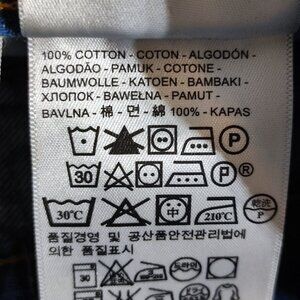 100% COTTON - COTON - ALGODÓN -
ALGODÃO - PAMUK - COTONE -
BAUMWOLLE - KATOEN - BAMBAKI -
ХЛОПОК - BAWEŁNA - PAMUT -
BAVLNA - 棉 - 면 - 綿 100% - KAPAS
P
30 P ®
30°C 中 210°C P
품질경영 및 공산품안전관리법에
의한 품질표시
30